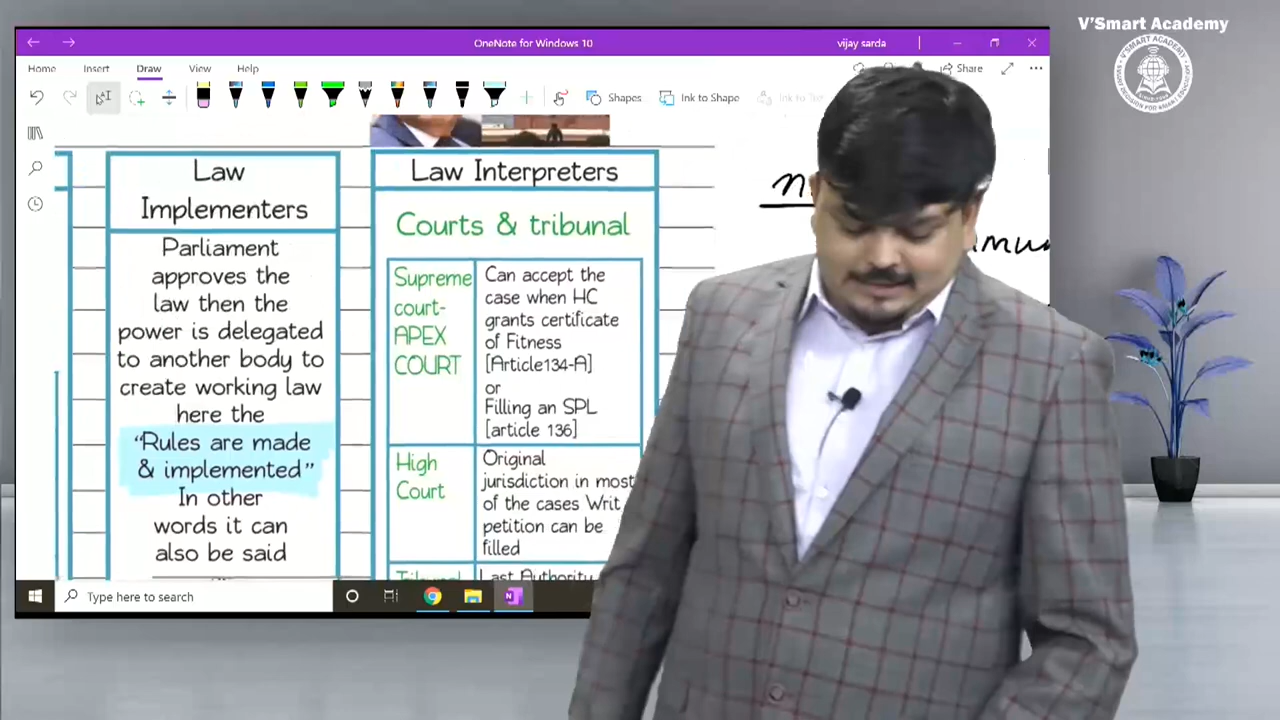 V'Smart Academy
OneNote for Windows 10
vijay sarda
Home Insert Draw View Help
Share
Shapes Ink to Shape
Law
Implementers
Parliament
approves the
law then the
power is delegated
to another body to
create working law
here the
“Rules are made
& implemented”
In other
words it can
also be said
Law Interpreters
Courts & tribunal
Supreme
court-
APEX
COURT
Can accept the
case when HC
grants certificate
of Fitness
[Article134-A]
or
Filling an SPL
[article 136]
High
Court
Original
jurisdiction in most
of the cases Writ
petition can be
filled
Tribunal
Last Authority
Type here to search